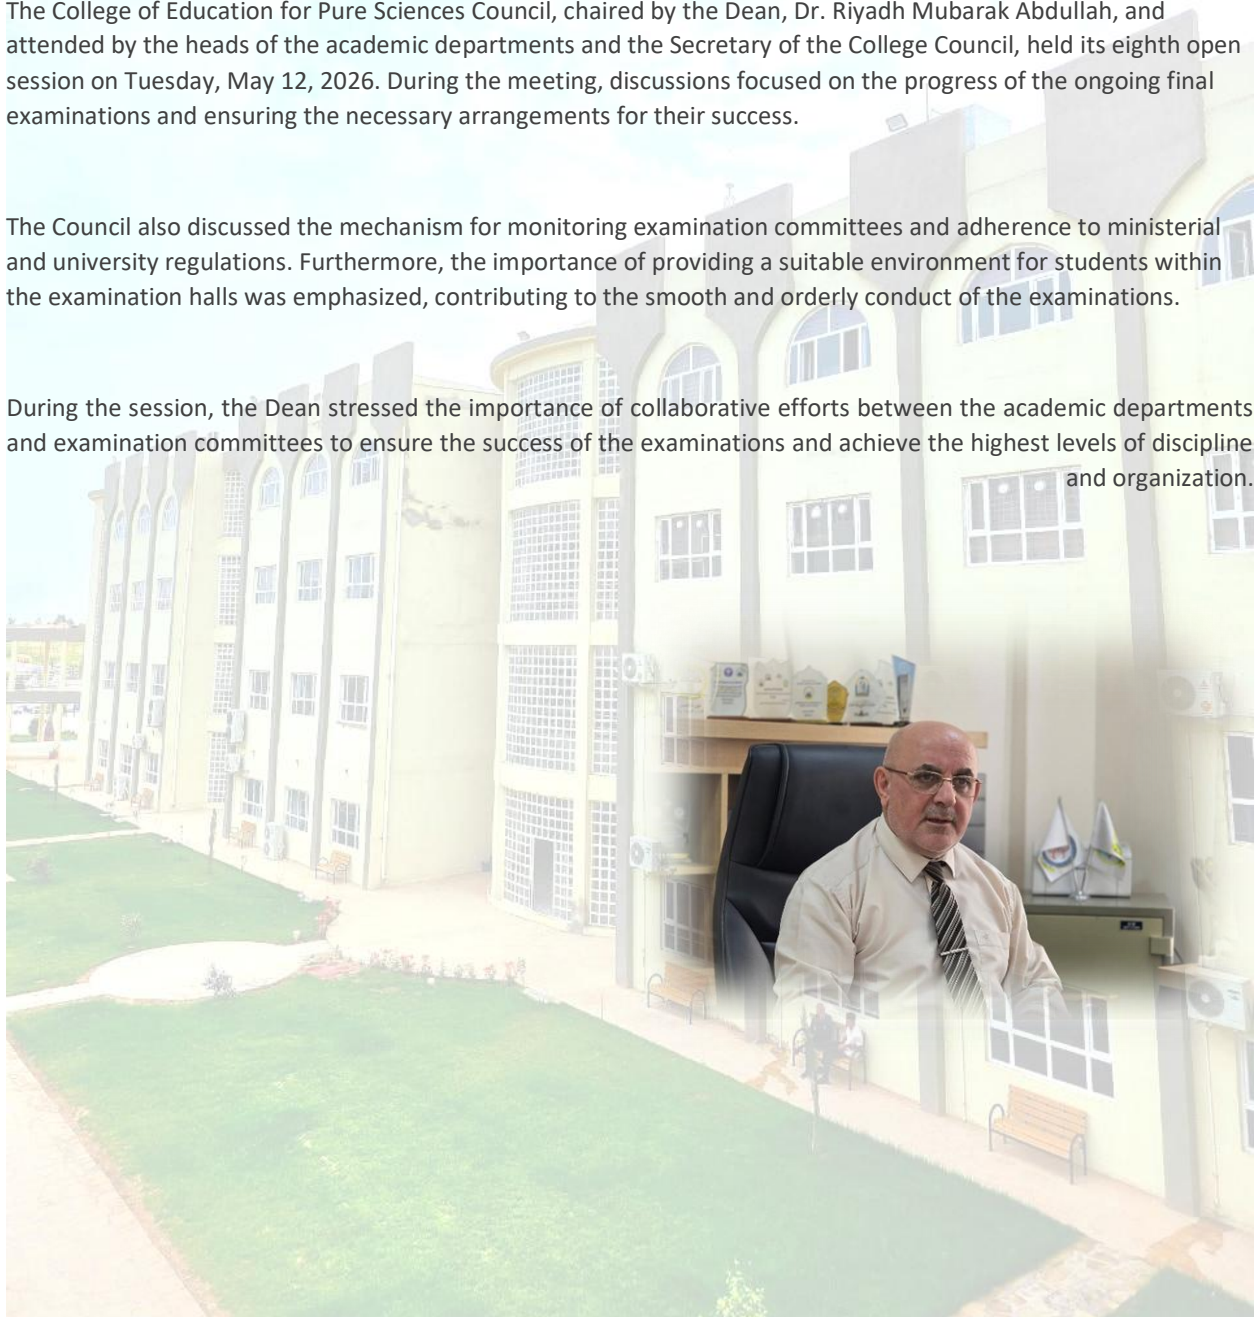 The College of Education for Pure Sciences Council, chaired by the Dean, Dr. Riyadh Mubarak Abdullah, and
attended by the heads of the academic departments and the Secretary of the College Council, held its eighth open
session on Tuesday, May 12, 2026. During the meeting, discussions focused on the progress of the ongoing final
examinations and ensuring the necessary arrangements for their success.
The Council also discussed the mechanism for monitoring examination committees and adherence to ministerial
and university regulations. Furthermore, the importance of providing a suitable environment for students within
the examination halls was emphasized, contributing to the smooth and orderly conduct of the examinations.
During the session, the Dean stressed the importance of collaborative efforts between the academic departments
and examination committees to ensure the success of the examinations and achieve the highest levels of discipline
and organization.